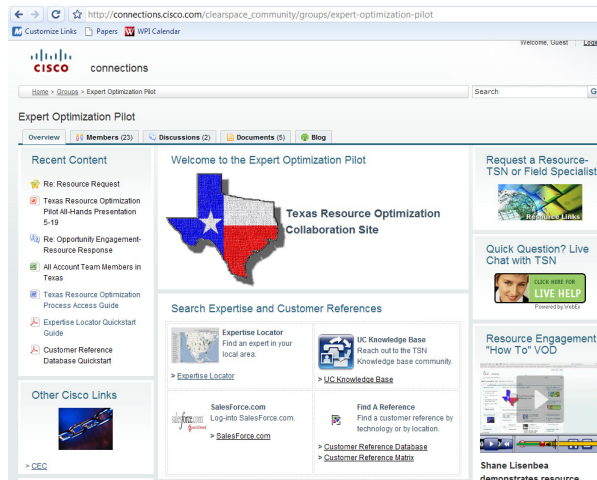 http://connections.cisco.com/clearspace_community/groups/expert-optimization-pilot
Customize Links Papers WPI Calendar
Welcome, Guest
CISCO connections
Home > Groups > Expert Optimization Pilot
Search
Expert Optimization Pilot
Overview Members (23) Discussions (2) Documents (5) Blog
Recent Content
Re: Resource Request
Texas Resource Optimization
Pilot All-Hands Presentation
5-19
Re: Opportunity Engagement-
Resource Response
All Account Team Members in
Texas
Texas Resource Optimization
Process Access Guide
Expertise Locator Quickstart
Guide
Customer Reference
Database Quickstart
Other Cisco Links
> CEC
Welcome to the Expert Optimization Pilot
Texas Resource Optimization
Collaboration Site
Search Expertise and Customer References
Expertise Locator
Find an expert in your
local area.
> Expertise Locator
UC Knowledge Base
Reach out to the TSN
Knowledge base community.
> UC Knowledge Base
salesforce.com
SalesForce.com
Log-into SalesForce.com.
> SalesForce.com
Find A Reference
Find a customer reference by
technology or by location.
> Customer Reference Database
> Customer Reference Matrix
Request a Resource-
TSN or Field Specialist
Resource Links
Quick Question? Live
Chat with TSN
CLICK HERE FOR
LIVE HELP
Powered by WebEx
Resource Engagement
"How To" VOD
Shane Lisenbea
demonstrates resource